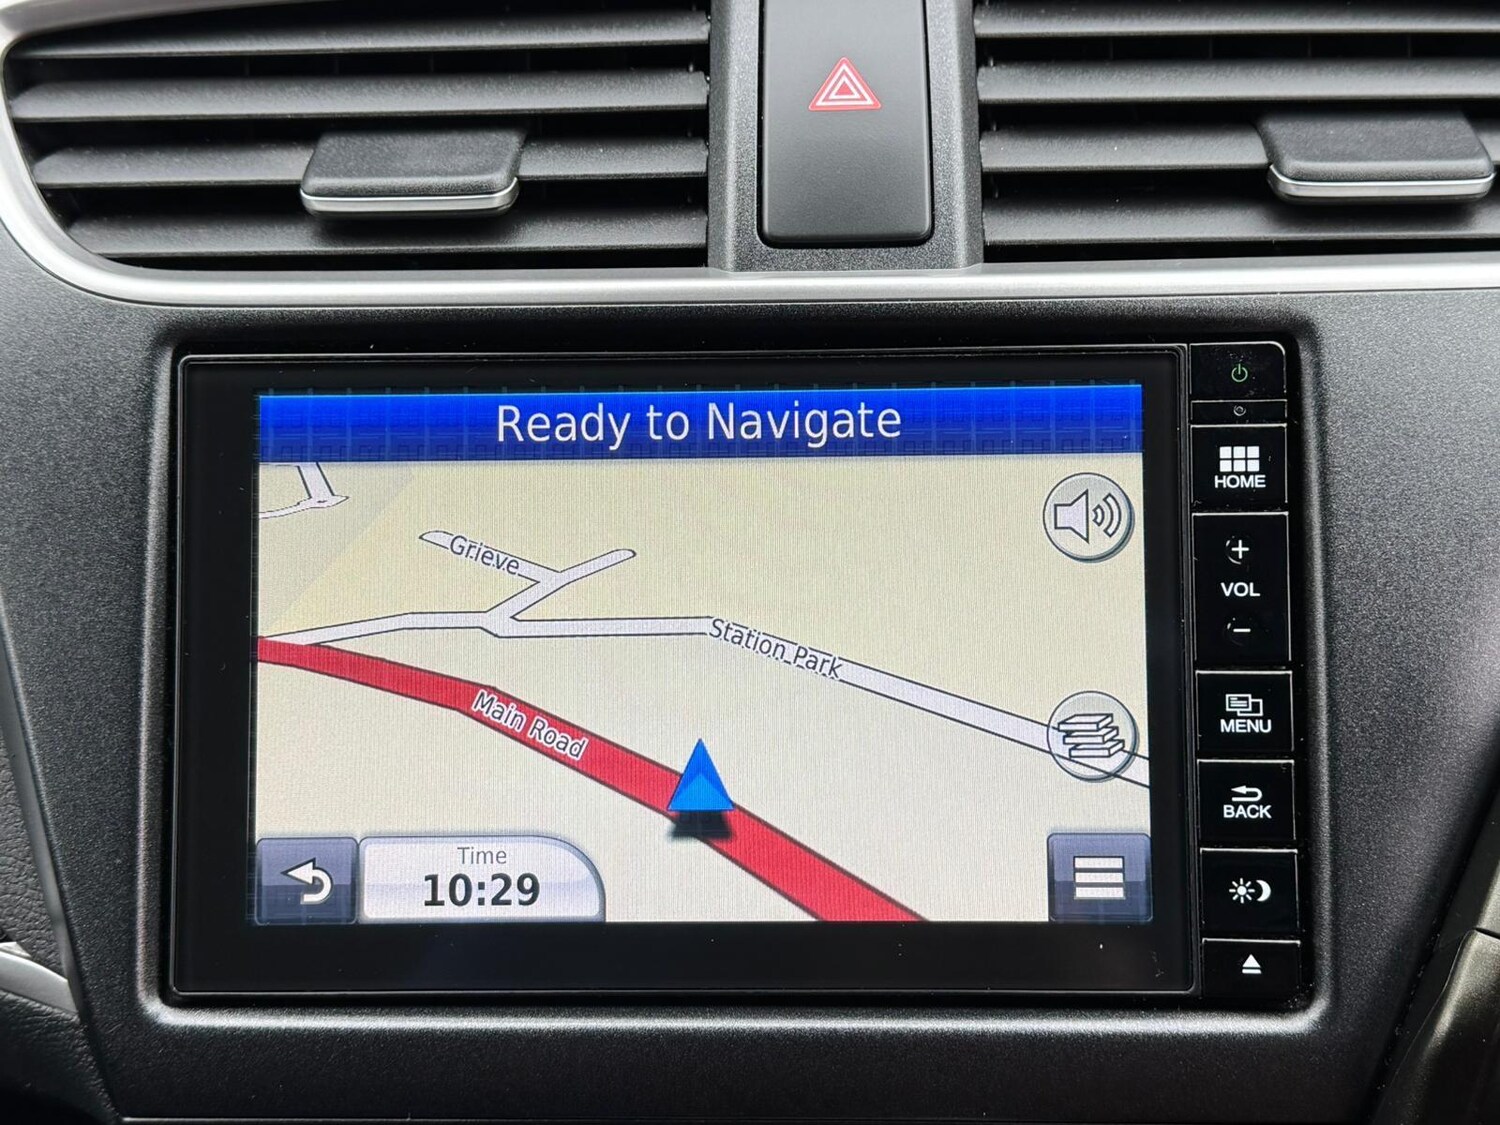 Ready to Navigate
HOME
Grieve
+
VOL
Station Park
−
Main Road
MENU
BACK
Time
10:29